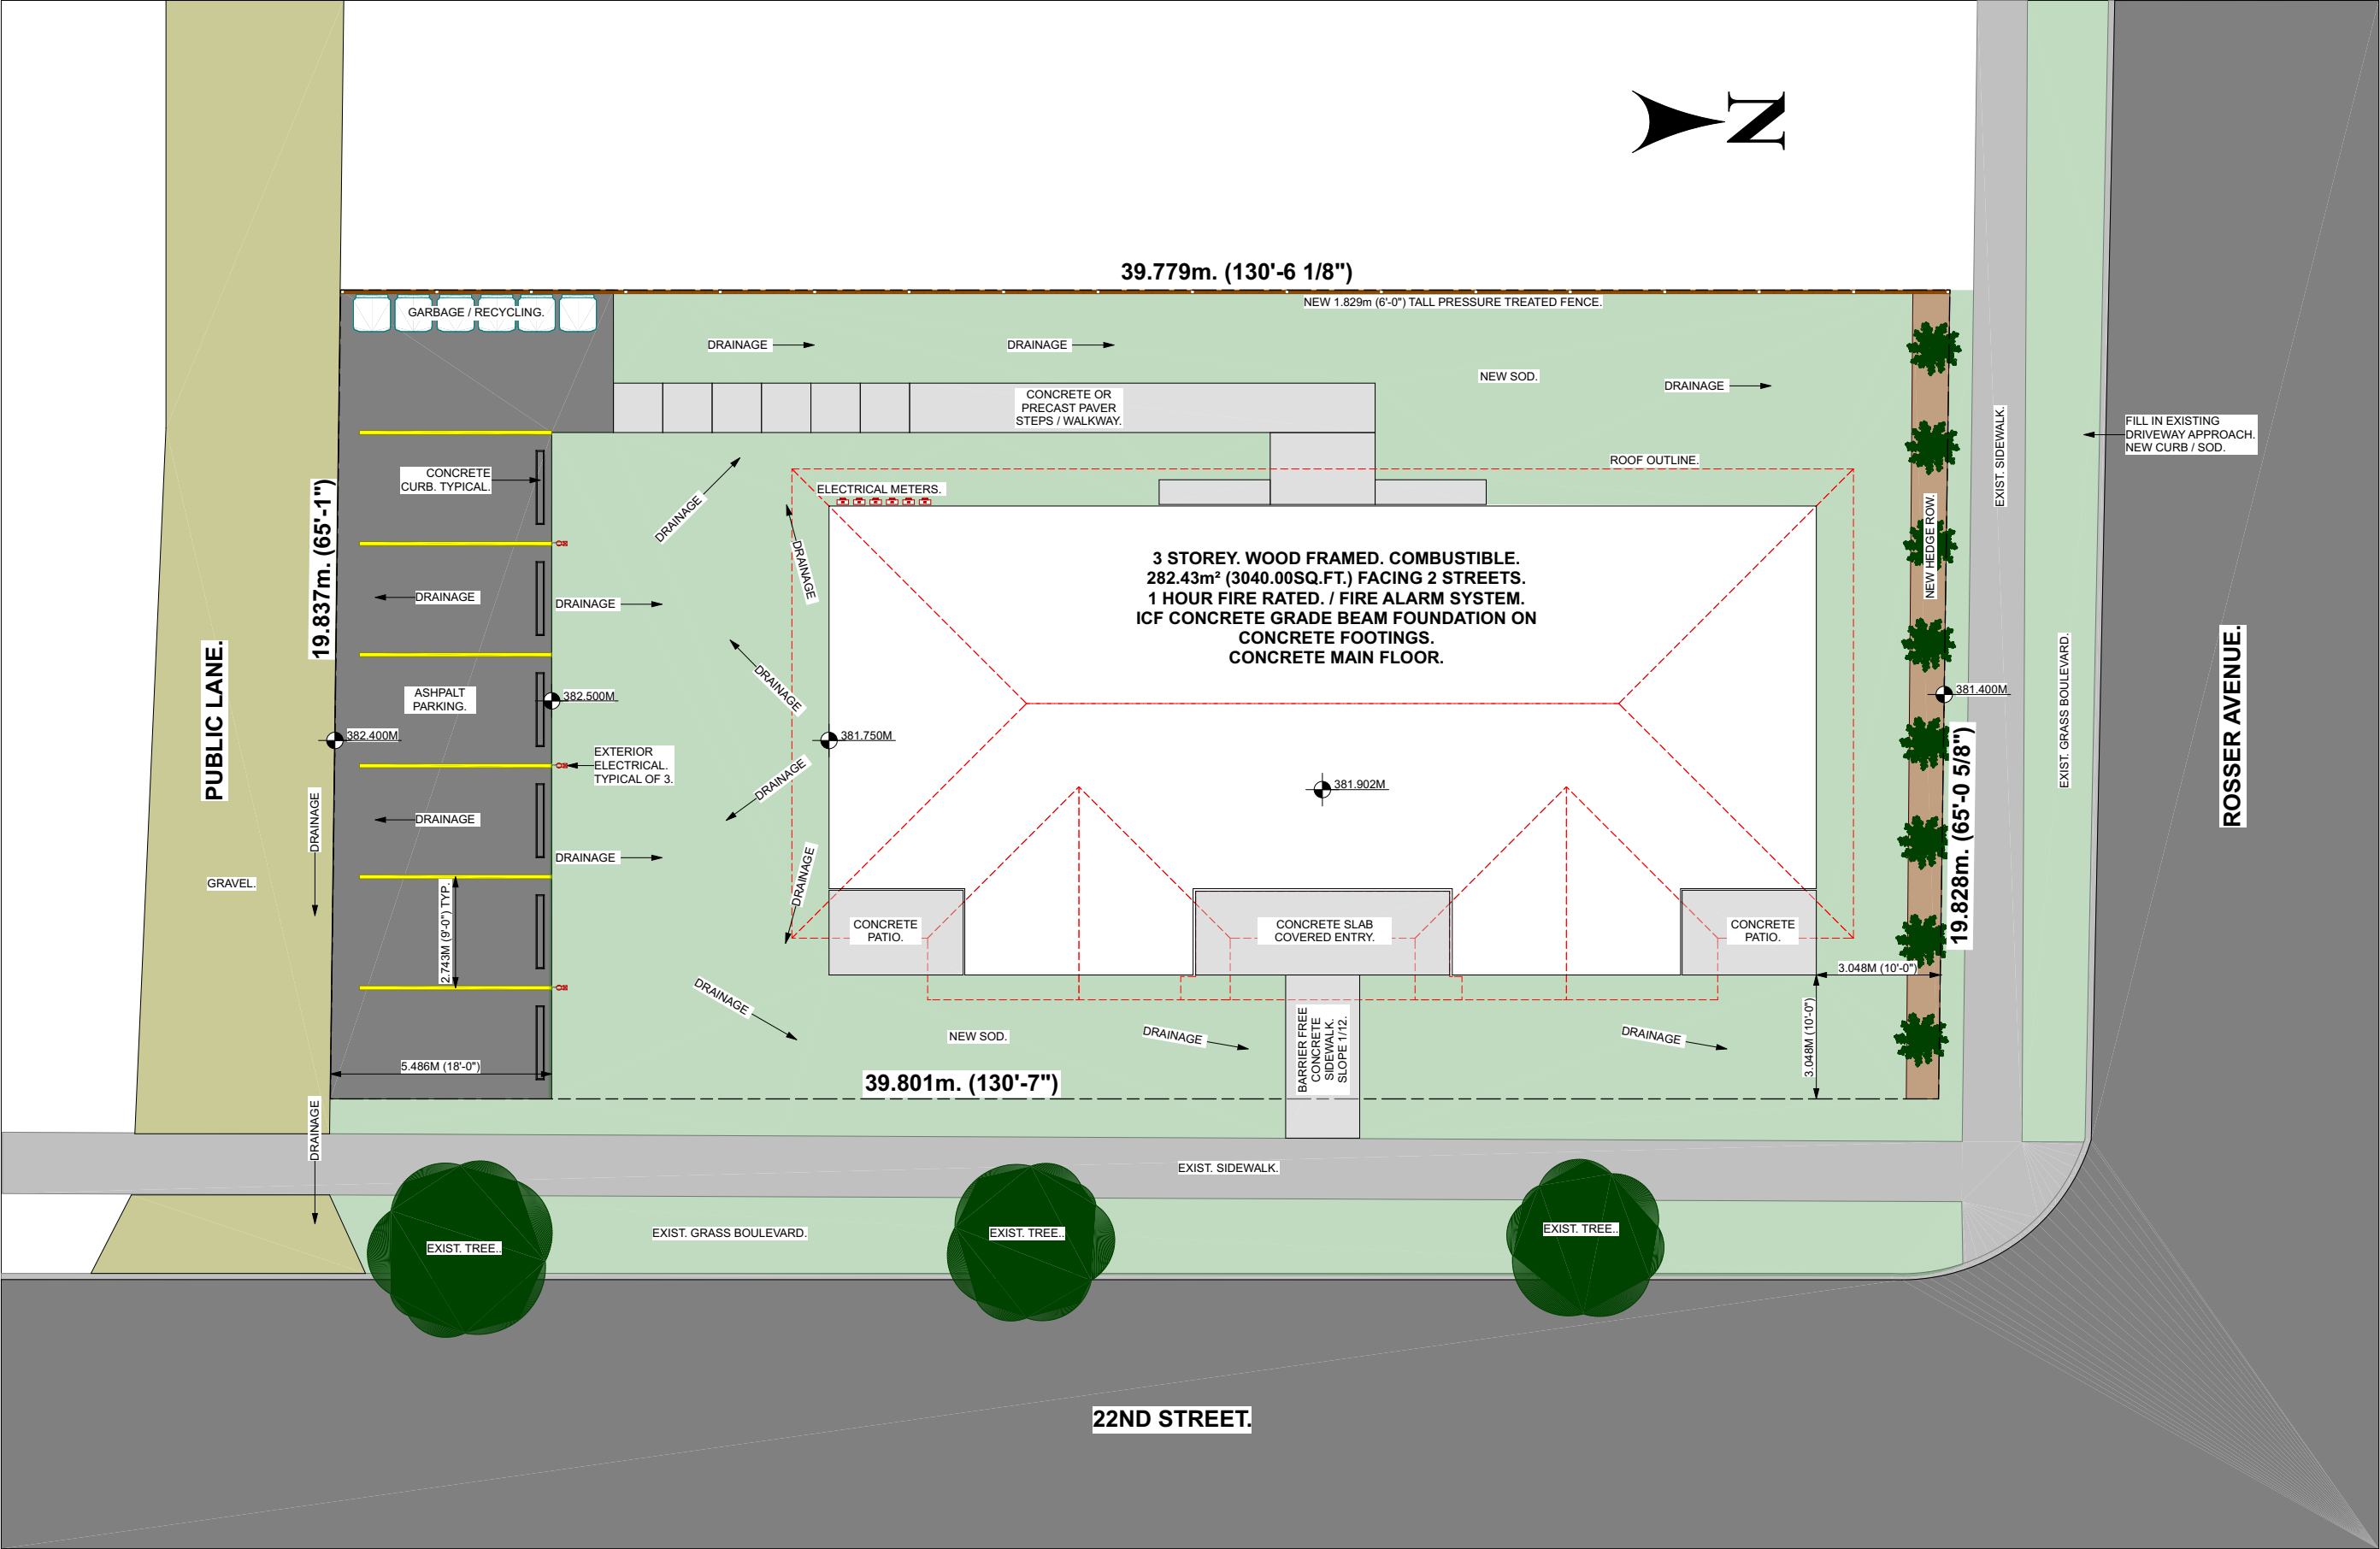 N
39.779m. (130'-6 1/8")
NEW 1.829m (6'-0") TALL PRESSURE TREATED FENCE.
GARBAGE / RECYCLING.
DRAINAGE
DRAINAGE
NEW SOD.
DRAINAGE
CONCRETE OR
PRECAST PAVER
STEPS / WALKWAY.
EXIST. SIDEWALK.
FILL IN EXISTING
DRIVEWAY APPROACH.
NEW CURB / SOD.
ROOF OUTLINE.
CONCRETE
CURB. TYPICAL.
ELECTRICAL METERS.
DRAINAGE
DRAINAGE
19.837m. (65'-1")
NEW HEDGE ROW.
3 STOREY. WOOD FRAMED. COMBUSTIBLE.
282.43m² (3040.00SQ.FT.) FACING 2 STREETS.
1 HOUR FIRE RATED. / FIRE ALARM SYSTEM.
ICF CONCRETE GRADE BEAM FOUNDATION ON
CONCRETE FOOTINGS.
CONCRETE MAIN FLOOR.
DRAINAGE
DRAINAGE
PUBLIC LANE.
ASHPALT
PARKING.
382.500M
DRAINAGE
381.400M
EXIST. GRASS BOULEVARD.
ROSSER AVENUE.
382.400M
381.750M
EXTERIOR
ELECTRICAL.
TYPICAL OF 3.
DRAINAGE
381.902M
DRAINAGE
DRAINAGE
DRAINAGE
19.828m. (65'-0 5/8")
GRAVEL.
DRAINAGE
2.743M (9'-0") TYP.
CONCRETE
PATIO.
CONCRETE SLAB
COVERED ENTRY.
CONCRETE
PATIO.
3.048M (10'-0")
DRAINAGE
NEW SOD.
DRAINAGE
BARRIER FREE
CONCRETE
SIDEWALK.
SLOPE 1/12.
DRAINAGE
3.048M (10'-0")
5.486M (18'-0")
39.801m. (130'-7")
DRAINAGE
EXIST. SIDEWALK.
EXIST. TREE..
EXIST. GRASS BOULEVARD.
EXIST. TREE..
EXIST. TREE..
22ND STREET.